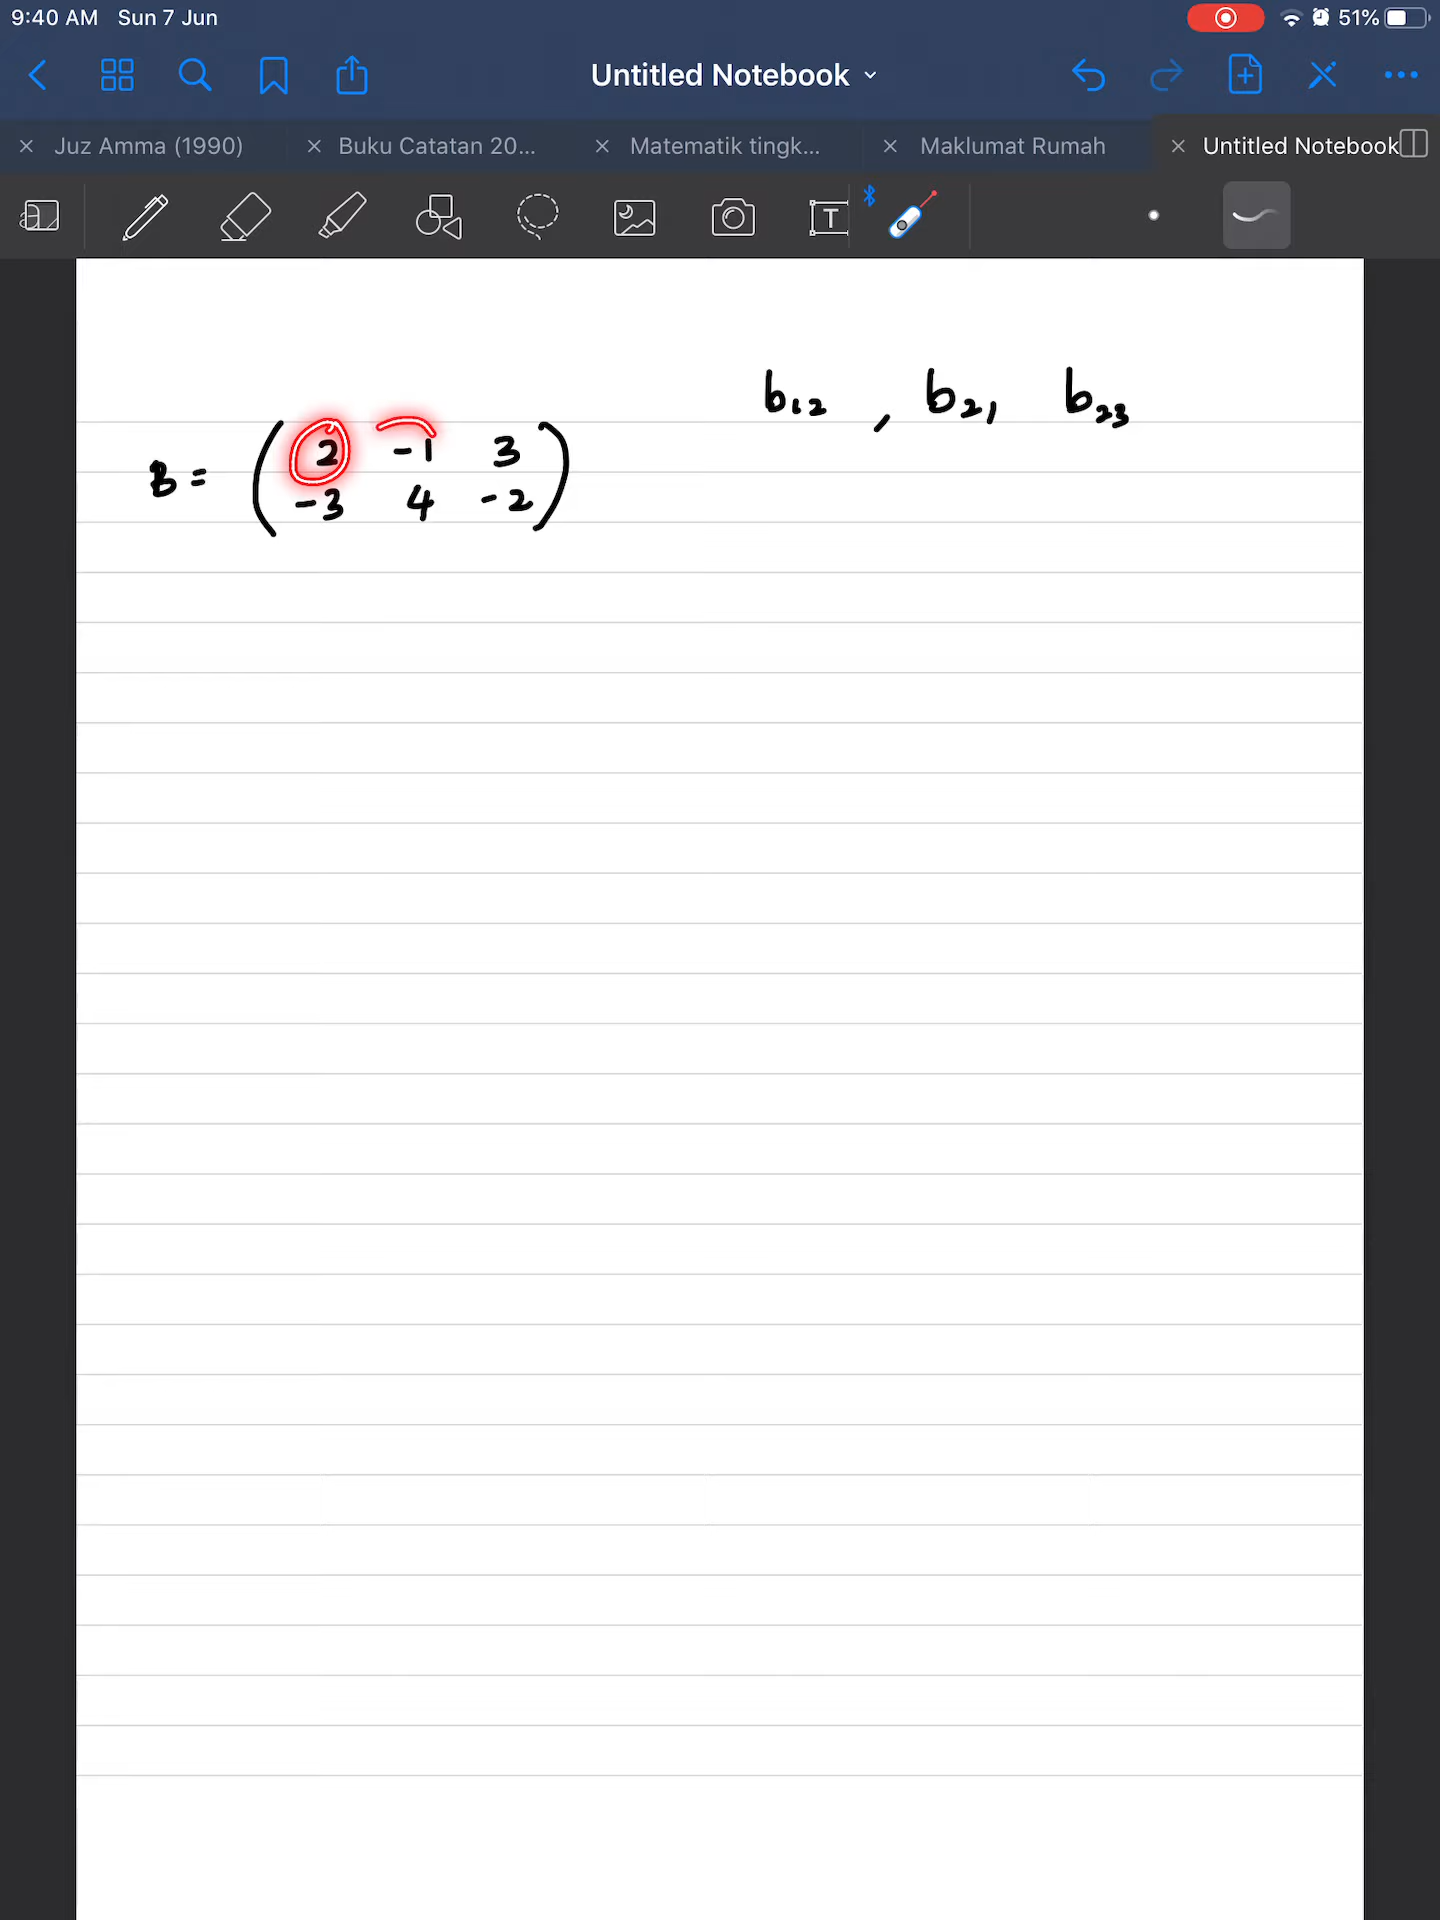 9:40 AM Sun 7 Jun 51%
Untitled Notebook
Juz Amma (1990) Buku Catatan 20... Matematik tingk... Maklumat Rumah Untitled Notebook
T
b₁₂ , b₂₁ b₂₃
B = ( 2 -1 3
-3 4 -2 )